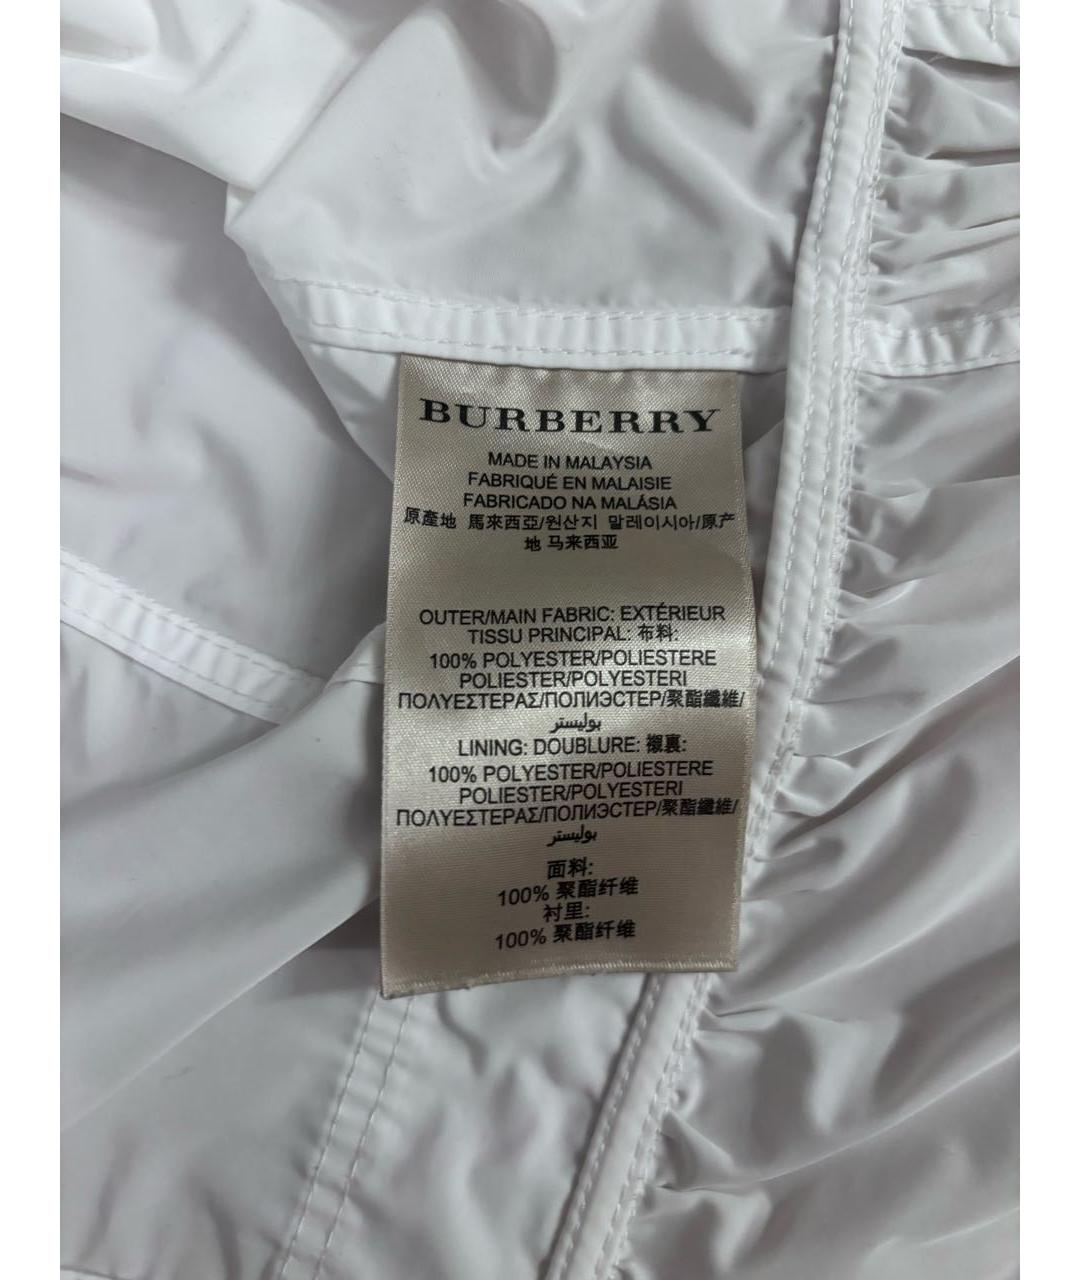 BURBERRY
MADE IN MALAYSIA
FABRIQUÉ EN MALAISIE
FABRICADO NA MALÁSIA
原產地 馬來西亞/원산지 말레이시아/原产
地 马来西亚
OUTER/MAIN FABRIC: EXTÉRIEUR
TISSU PRINCIPAL: 布料:
100% POLYESTER/POLIESTERE
POLIESTER/POLYESTERI
ΠΟΛΥΕΣΤΕΡΑΣ/ПОЛИЭСТЕР/聚酯纖維/
بوليستر
LINING: DOUBLURE: 襯裏:
100% POLYESTER/POLIESTERE
POLIESTER/POLYESTERI
ΠΟΛΥΕΣΤΕΡΑΣ/ПОЛИЭСТЕР/聚酯纖維/
بوليستر
面料:
100% 聚酯纤维
衬里:
100% 聚酯纤维